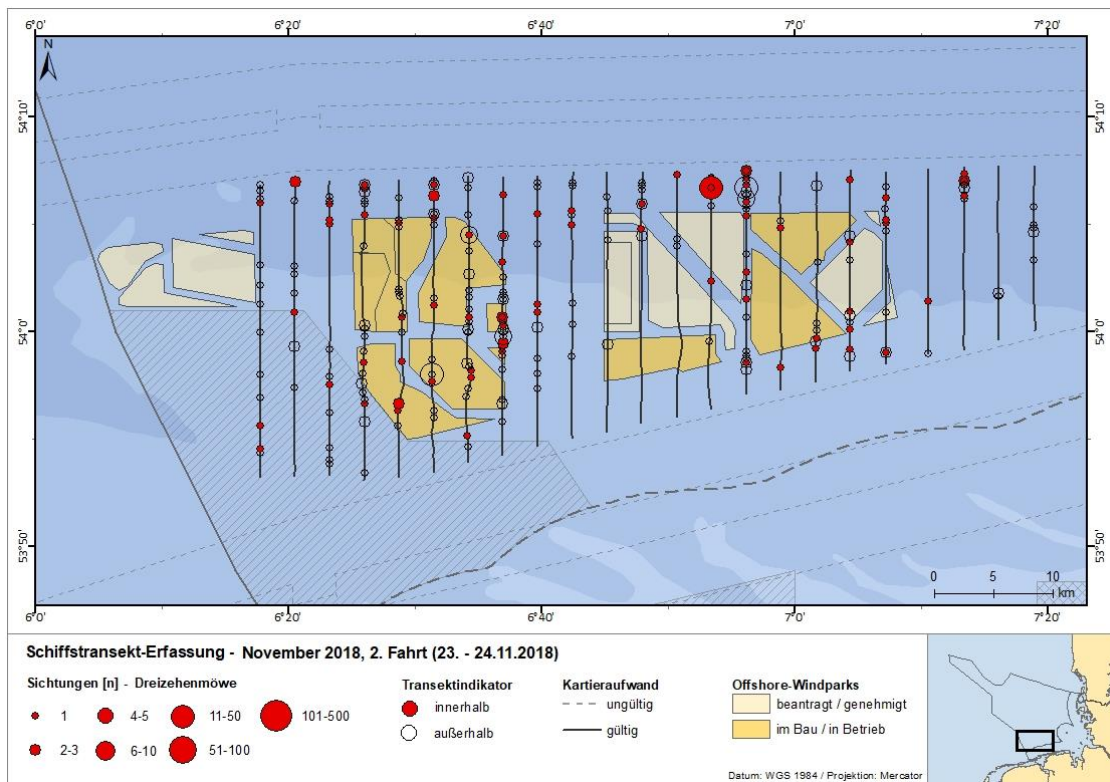 6°0' 6°20' 6°40' 7°0' 7°20'
N
54°10' 54°10'
54°0' 54°0'
53°50' 53°50'
0 5 10
km
6°0' 6°20' 6°40' 7°0' 7°20'
Schiffstransekt-Erfassung - November 2018, 2. Fahrt (23. - 24.11.2018)
Sichtungen [n] - Dreizehenmöwe
1 4-5 11-50 101-500
2-3 6-10 51-100
Transektindikator
innerhalb
außerhalb
Kartieraufwand
ungültig
gültig
Offshore-Windparks
beantragt / genehmigt
im Bau / in Betrieb
Datum: WGS 1984 / Projektion: Mercator